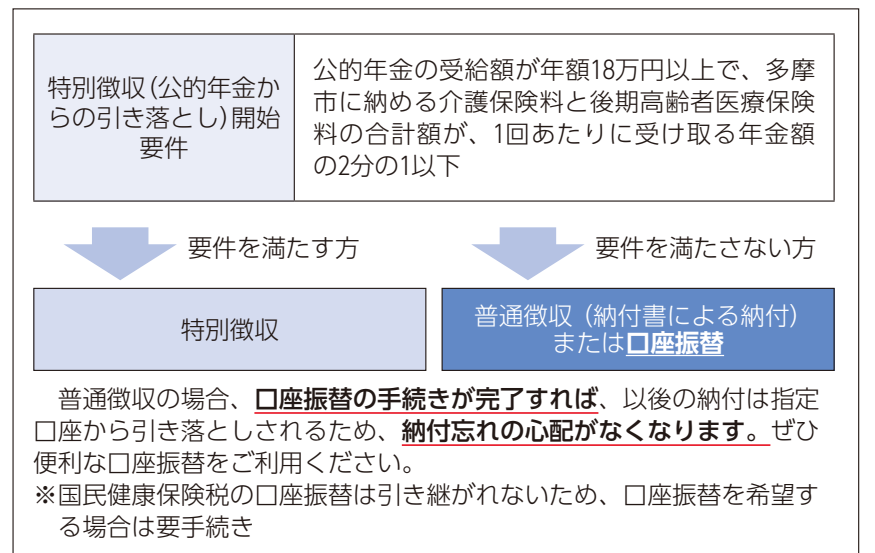 特別徴収(公的年金か
らの引き落とし)開始
要件
公的年金の受給額が年額18万円以上で、多摩
市に納める介護保険料と後期高齢者医療保険
料の合計額が、1回あたりに受け取る年金額
の2分の1以下
要件を満たす方
要件を満たさない方
特別徴収
普通徴収(納付書による納付)
または口座振替
普通徴収の場合、口座振替の手続きが完了すれば、以後の納付は指定
口座から引き落としされるため、納付忘れの心配がなくなります。ぜひ
便利な口座振替をご利用ください。
※国民健康保険税の口座振替は引き継がれないため、口座振替を希望す
る場合は要手続き